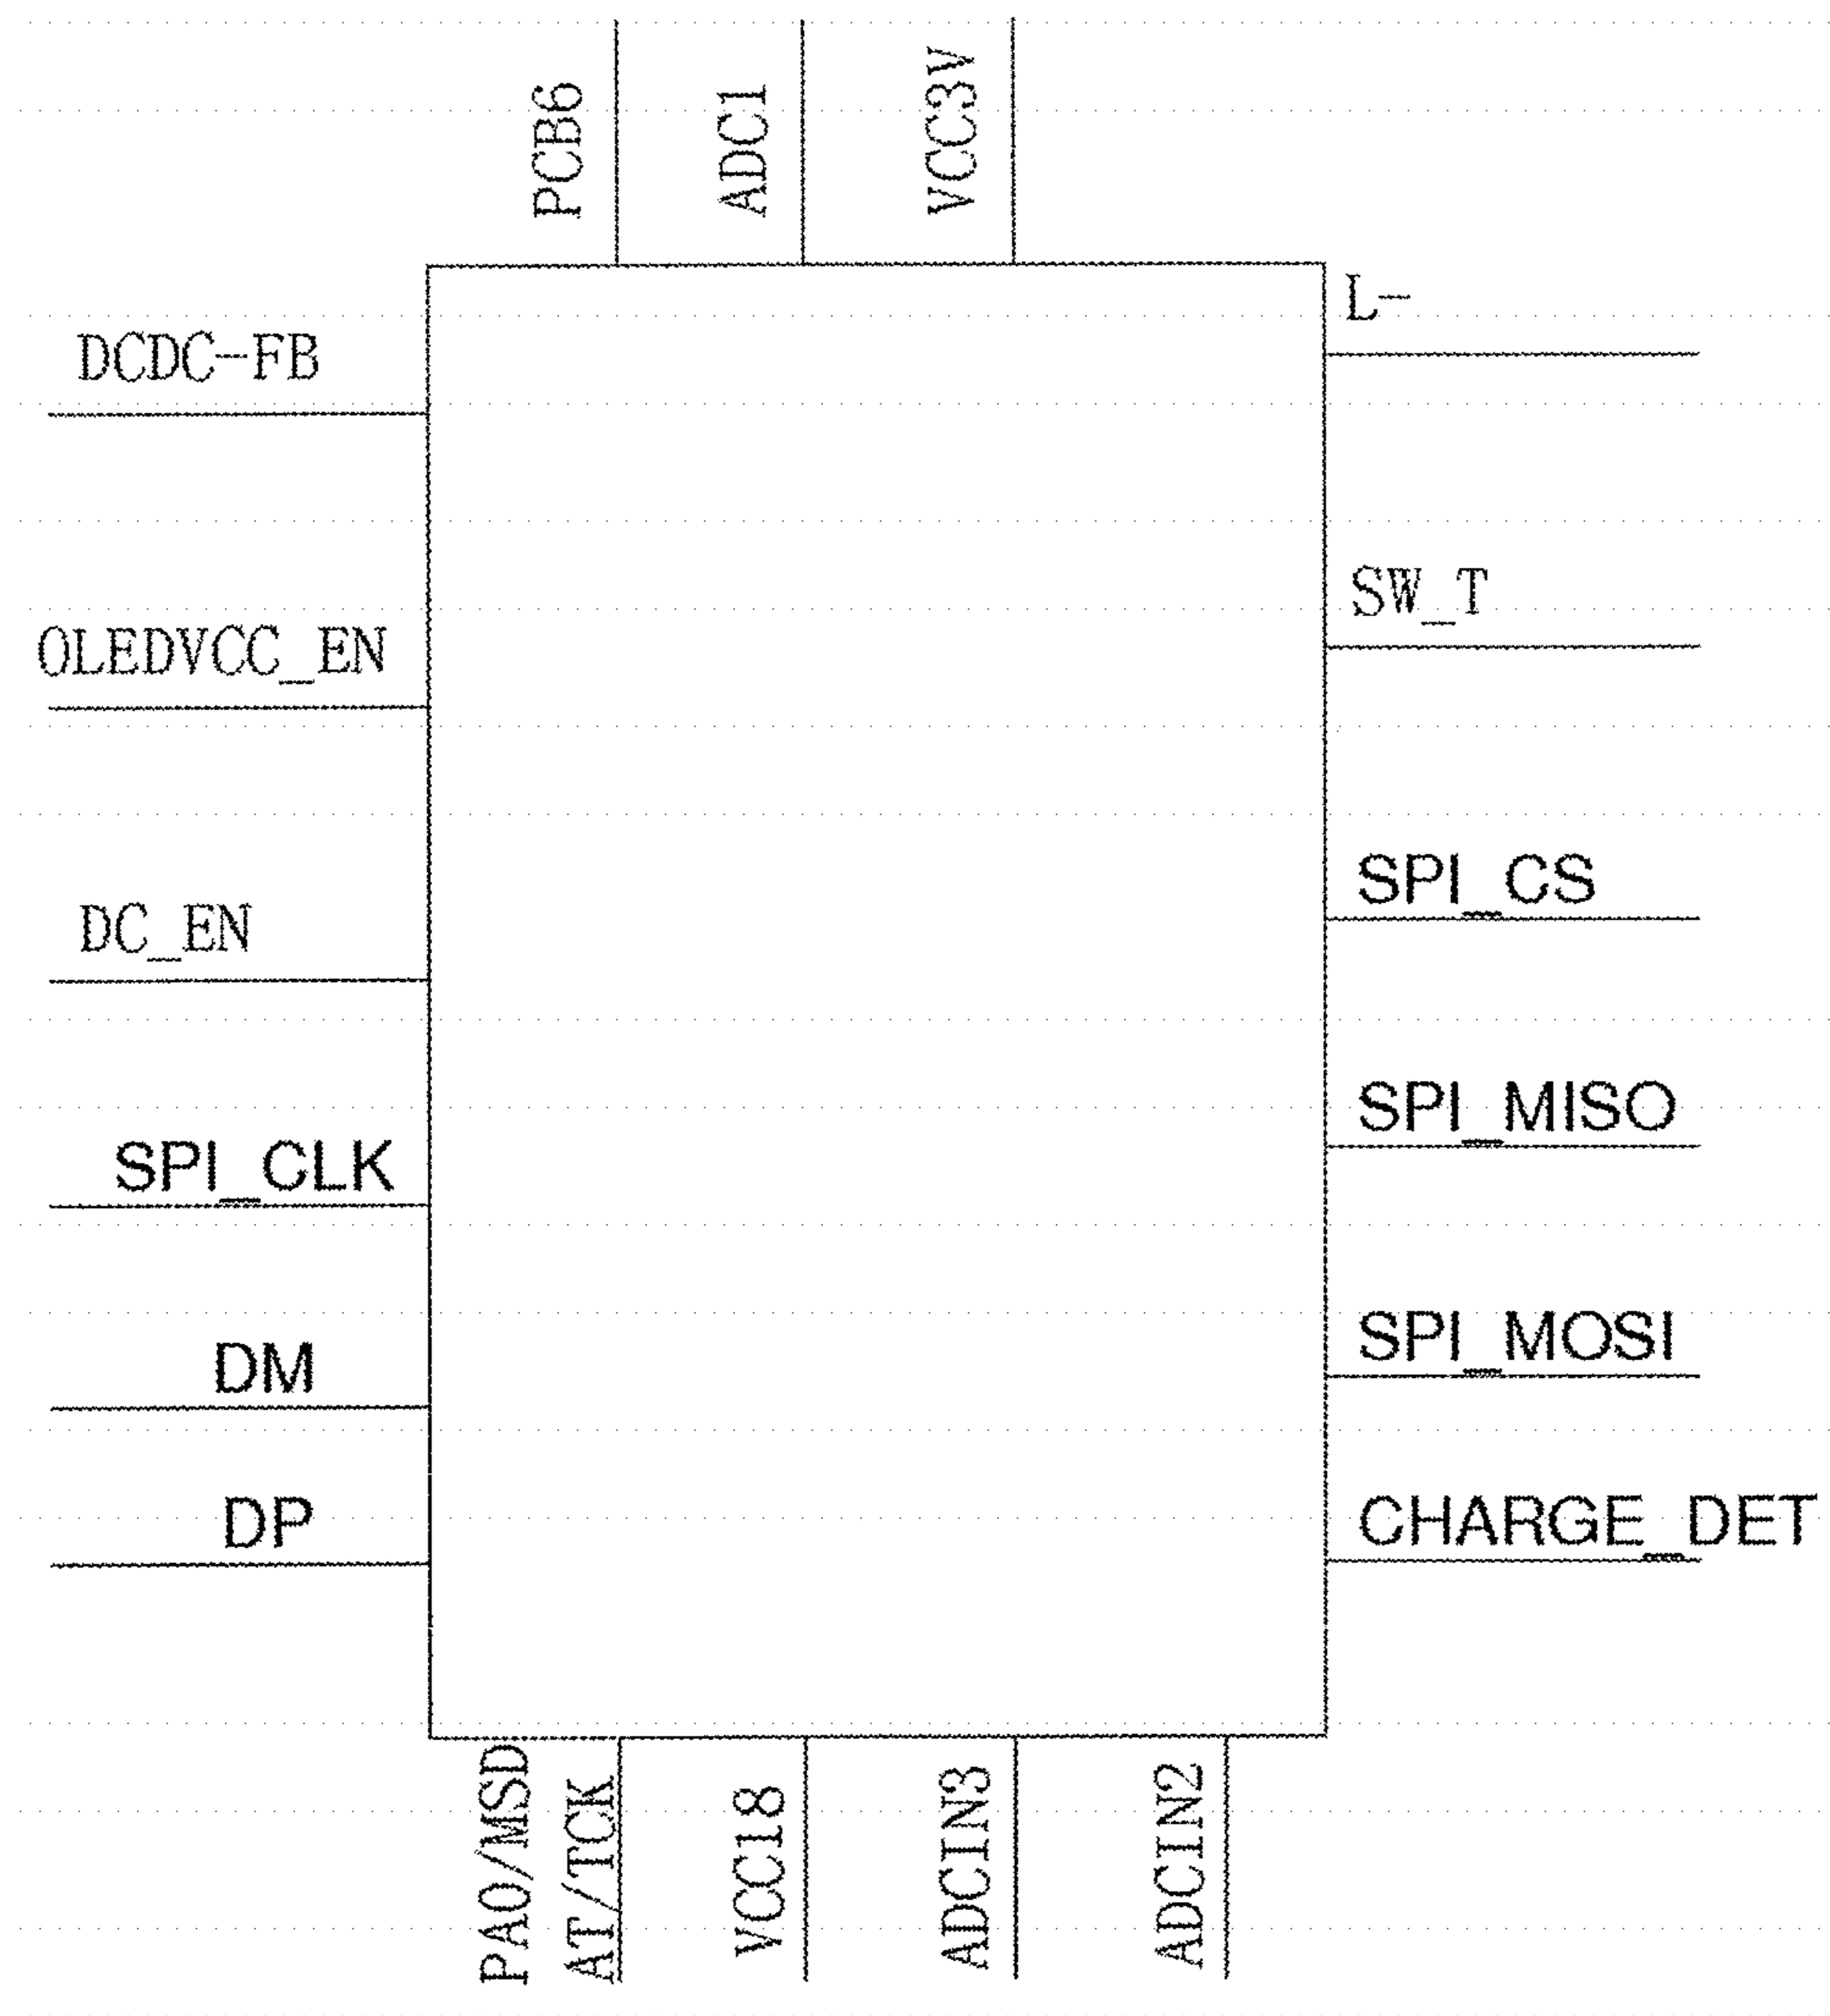 PCB6
ADC1
VCC3V
DCDC-FB
OLEDVCC_EN
DC_EN
SPI_CLK
DM
DP
L-
SW_T
SPI_CS
SPI_MISO
SPI_MOSI
CHARGE_DET
PA0/MSD
AT/TCK
VCC18
ADCIN3
ADCIN2